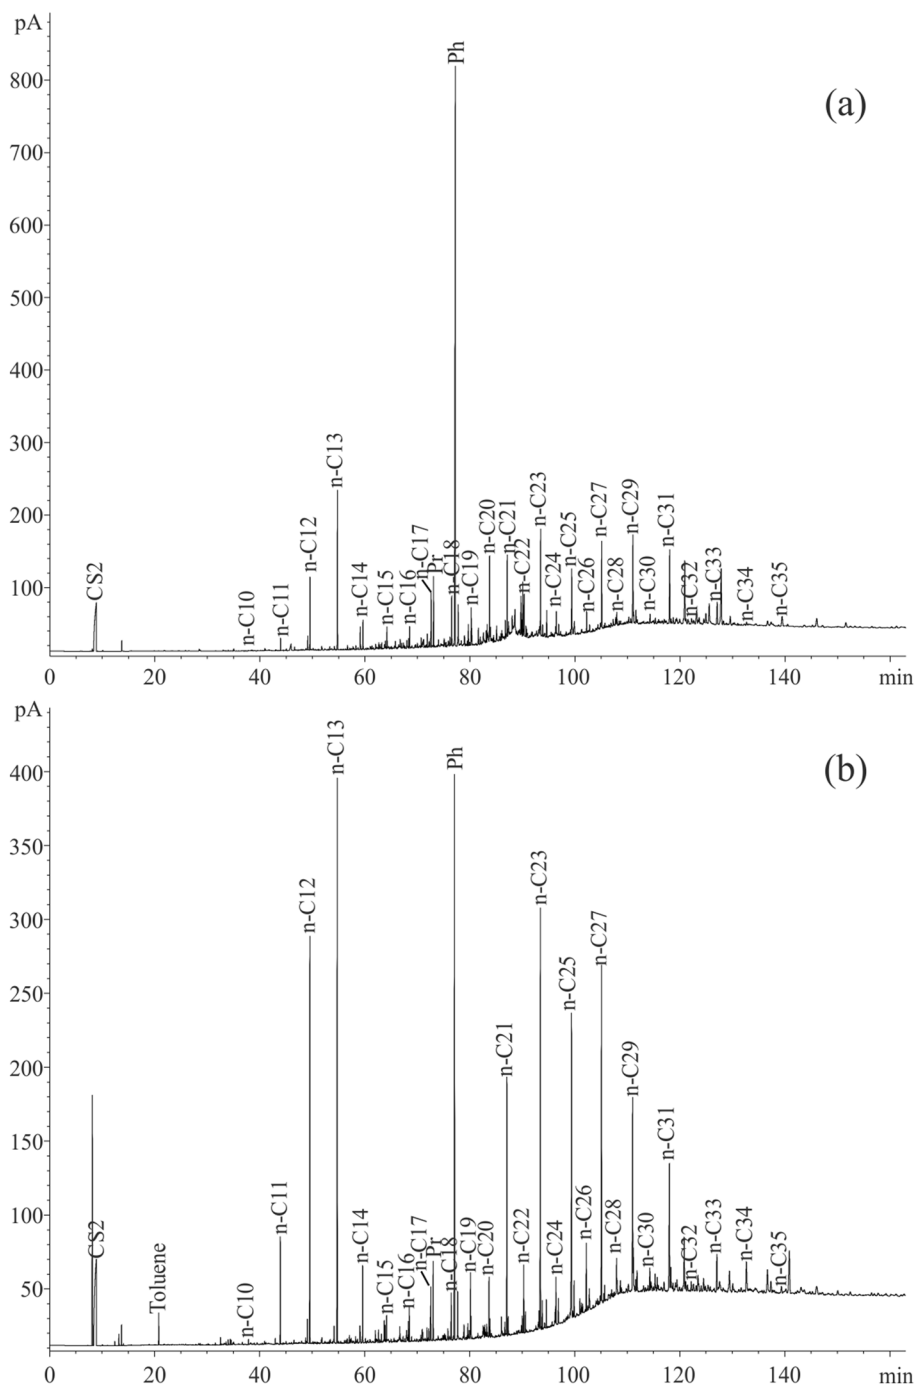 pA
(a)
800
700
600
500
400
300
200
100
CS2
n-C10
n-C11
n-C12
n-C13
n-C14
n-C15
n-C16
n-C17
Pr
Ph
n-C18
n-C19
n-C20
n-C21
n-C22
n-C23
n-C24
n-C25
n-C26
n-C27
n-C28
n-C29
n-C30
n-C31
n-C32
n-C33
n-C34
n-C35
0 20 40 60 80 100 120 140 min
pA
(b)
400
350
300
250
200
150
100
50
CS2
Toluene
n-C10
n-C11
n-C12
n-C13
n-C14
n-C15
n-C16
n-C17
Pr
Ph
n-C18
n-C19
n-C20
n-C21
n-C22
n-C23
n-C24
n-C25
n-C26
n-C27
n-C28
n-C29
n-C30
n-C31
n-C32
n-C33
n-C34
n-C35
0 20 40 60 80 100 120 140 min